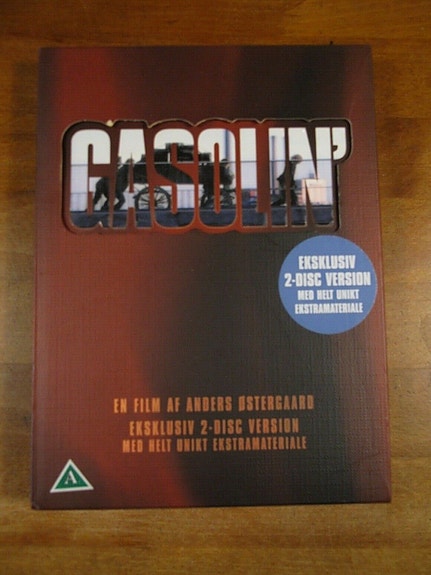 GASOLIN'
EKSKLUSIV
2-DISC VERSION
MED HELT UNIKT
EKSTRAMATERIALE
EN FILM AF ANDERS ØSTERGAARD
EKSKLUSIV 2-DISC VERSION
MED HELT UNIKT EKSTRAMATERIALE
A